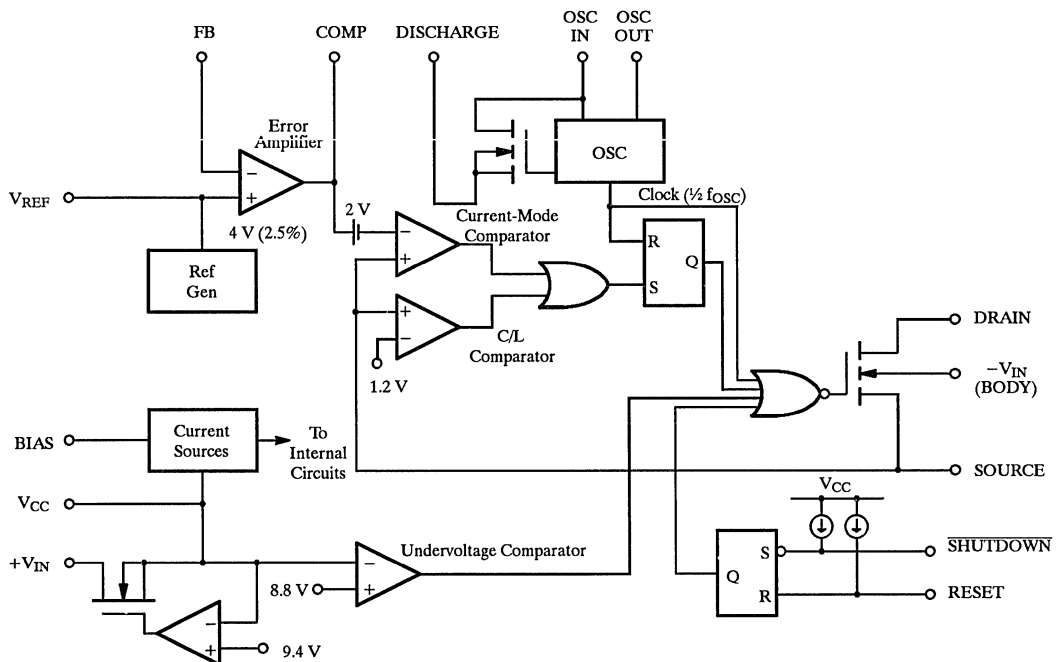 FB
COMP
DISCHARGE
OSC
IN
OSC
OUT
Error
Amplifier
−
+
V_REF
4 V (2.5%)
Ref
Gen
2 V
−
+
Current-Mode
Comparator
OSC
Clock (½ f_OSC)
R
Q
S
+
−
C/L
Comparator
1.2 V
DRAIN
−V_IN
(BODY)
SOURCE
BIAS
Current
Sources
To
Internal
Circuits
V_CC
+V_IN
Undervoltage Comparator
−
+
8.8 V
−
+
9.4 V
V_CC
S
Q
R
S̅H̅U̅T̅D̅O̅W̅N̅
RESET